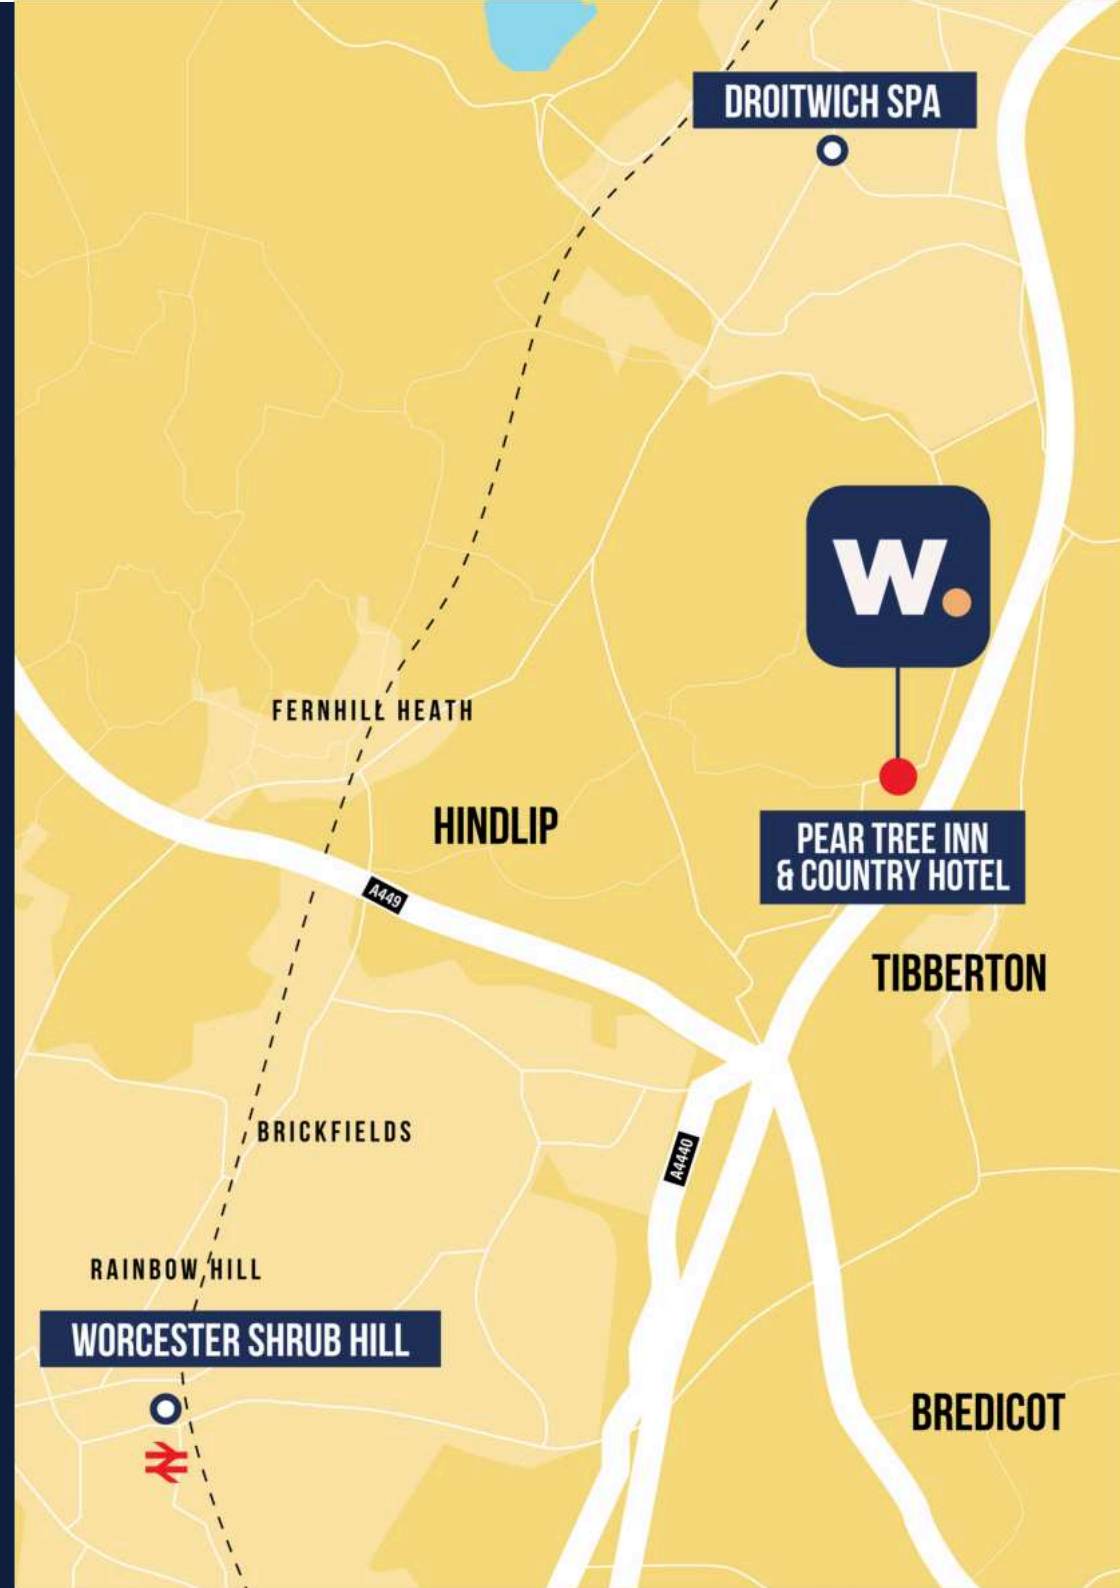 DROITWICH SPA
W.
FERNHILL HEATH
HINDLIP
PEAR TREE INN
& COUNTRY HOTEL
A449
TIBBERTON
BRICKFIELDS
A4440
RAINBOW HILL
WORCESTER SHRUB HILL
BREDICOT